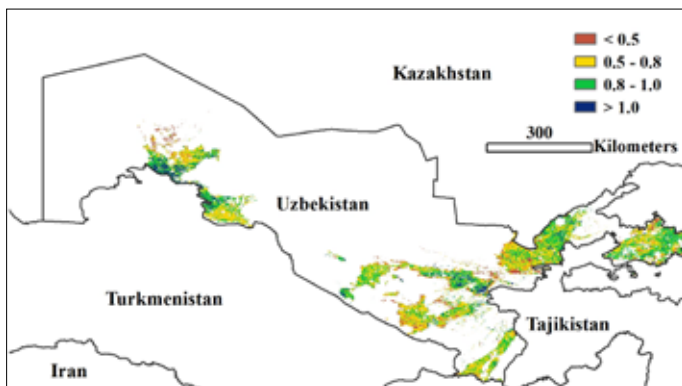 < 0.5
0.5 - 0.8
0.8 - 1.0
> 1.0
Kazakhstan
300
Kilometers
Uzbekistan
Turkmenistan
Tajikistan
Iran